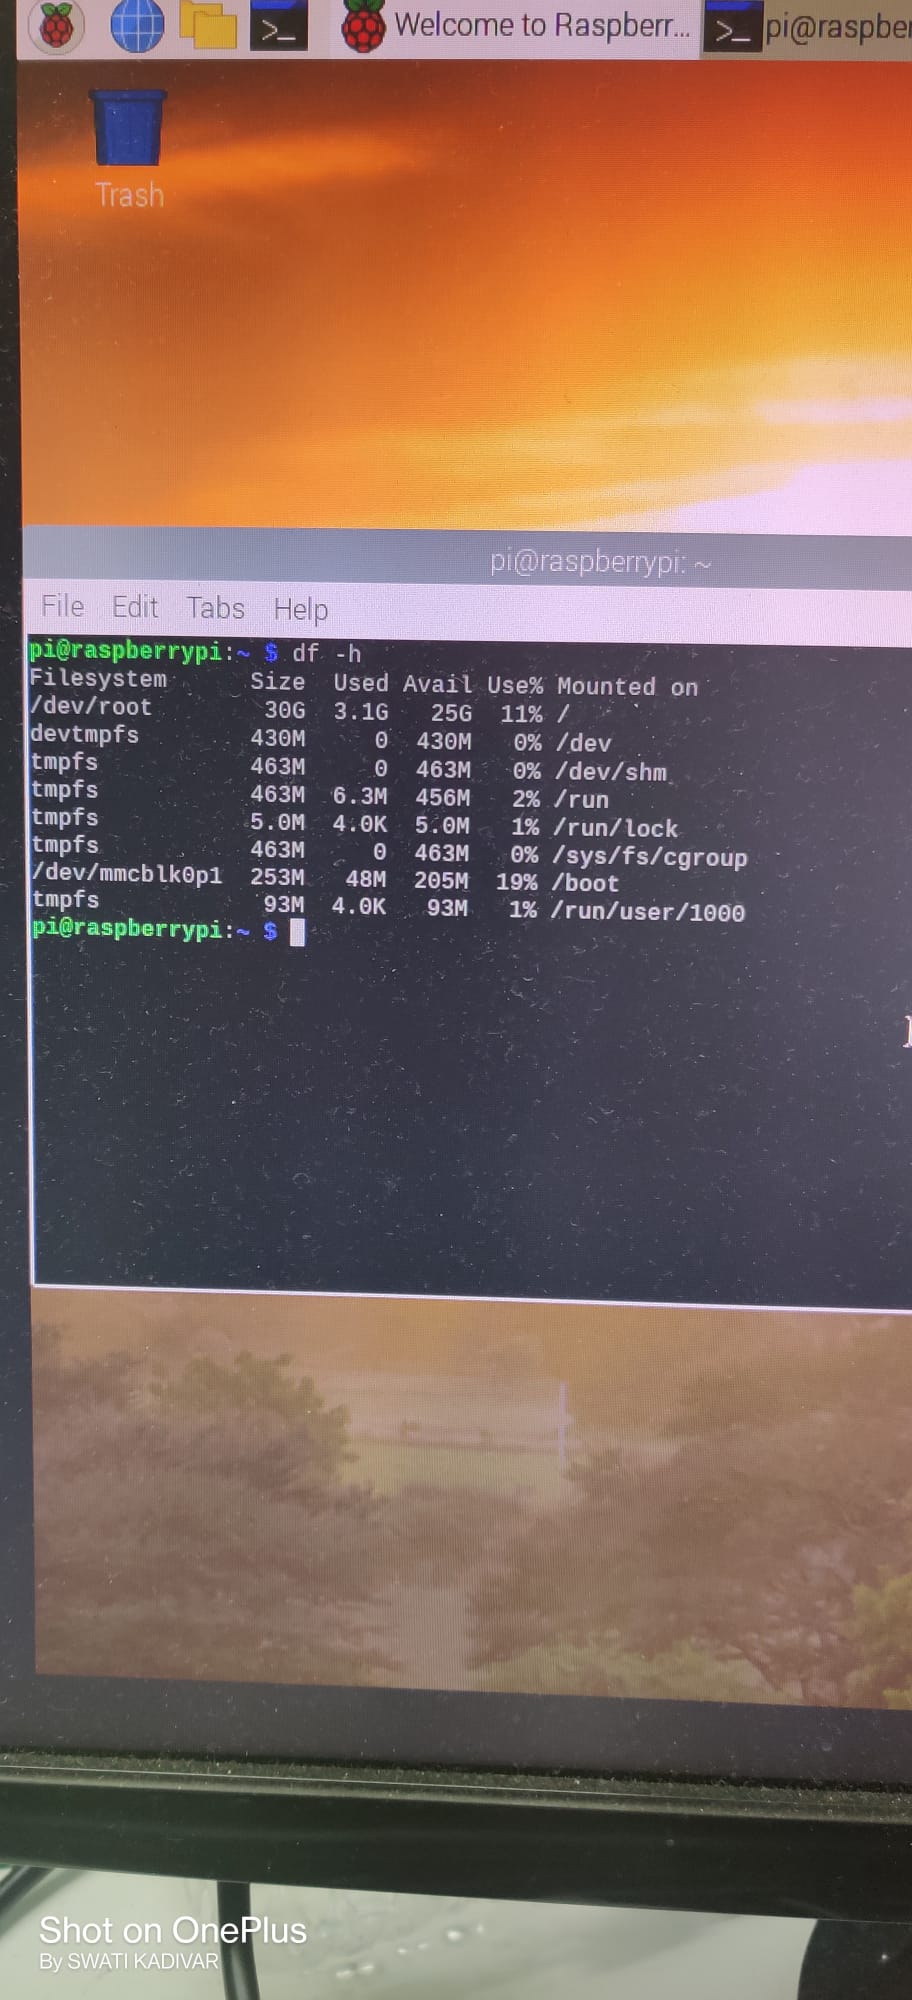 Welcome to Raspberr...
Trash
pi@raspberrypi: ~
File Edit Tabs Help
pi@raspberrypi:~ $ df -h
Filesystem Size Used Avail Use% Mounted on
/dev/root 30G 3.1G 25G 11% /
devtmpfs 430M 0 430M 0% /dev
tmpfs 463M 0 463M 0% /dev/shm
tmpfs 463M 6.3M 456M 2% /run
tmpfs 5.0M 4.0K 5.0M 1% /run/lock
tmpfs 463M 0 463M 0% /sys/fs/cgroup
/dev/mmcblk0p1 253M 48M 205M 19% /boot
tmpfs 93M 4.0K 93M 1% /run/user/1000
pi@raspberrypi:~ $
Shot on OnePlus
By SWATI KADIVAR